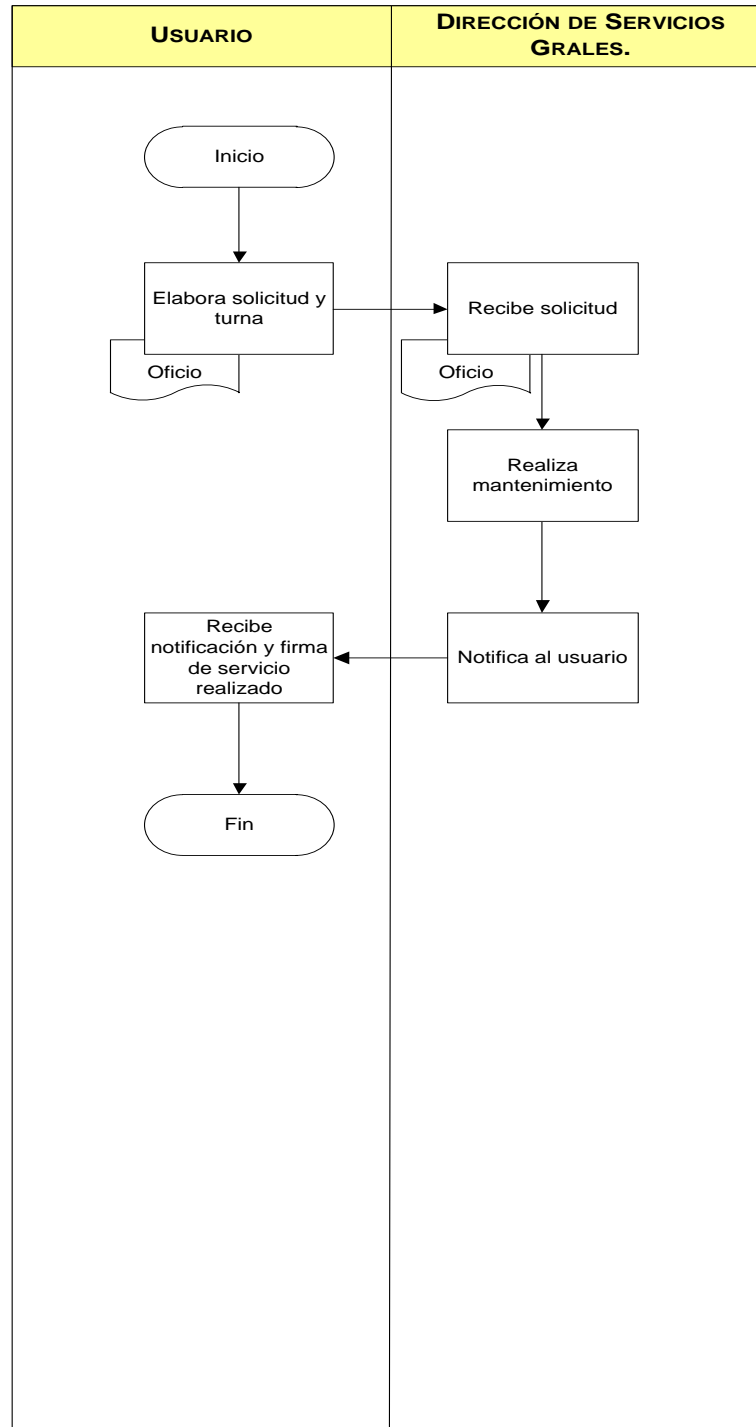 USUARIO
DIRECCIÓN DE SERVICIOS
GRALES.
Inicio
Elabora solicitud y
turna
Oficio
Recibe solicitud
Oficio
Realiza
mantenimiento
Notifica al usuario
Recibe
notificación y firma
de servicio
realizado
Fin